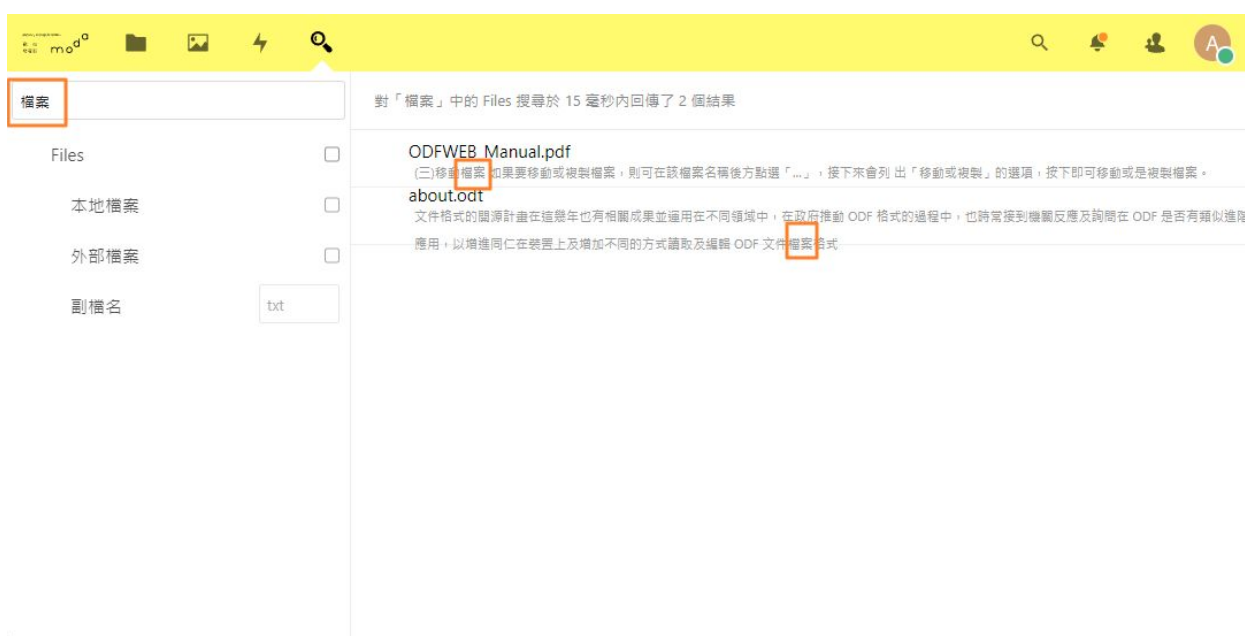 moda
A
檔案
對「檔案」中的 Files 搜尋於 15 毫秒內回傳了 2 個結果
Files
本地檔案
外部檔案
副檔名
txt
ODFWEB_Manual.pdf
(三)移動檔案 如果要移動或複製檔案，則可在該檔案名稱後方點選「...」，接下來會列 出「移動或複製」的選項，按下即可移動或是複製檔案。
about.odt
文件格式的開源計畫在這幾年也有相關成果並運用在不同領域中，在政府推動 ODF 格式的過程中，也時常接到機關反應及詢問在 ODF 是否有類似進階
應用，以增進同仁在裝置上及增加不同的方式讀取及編輯 ODF 文件檔案格式